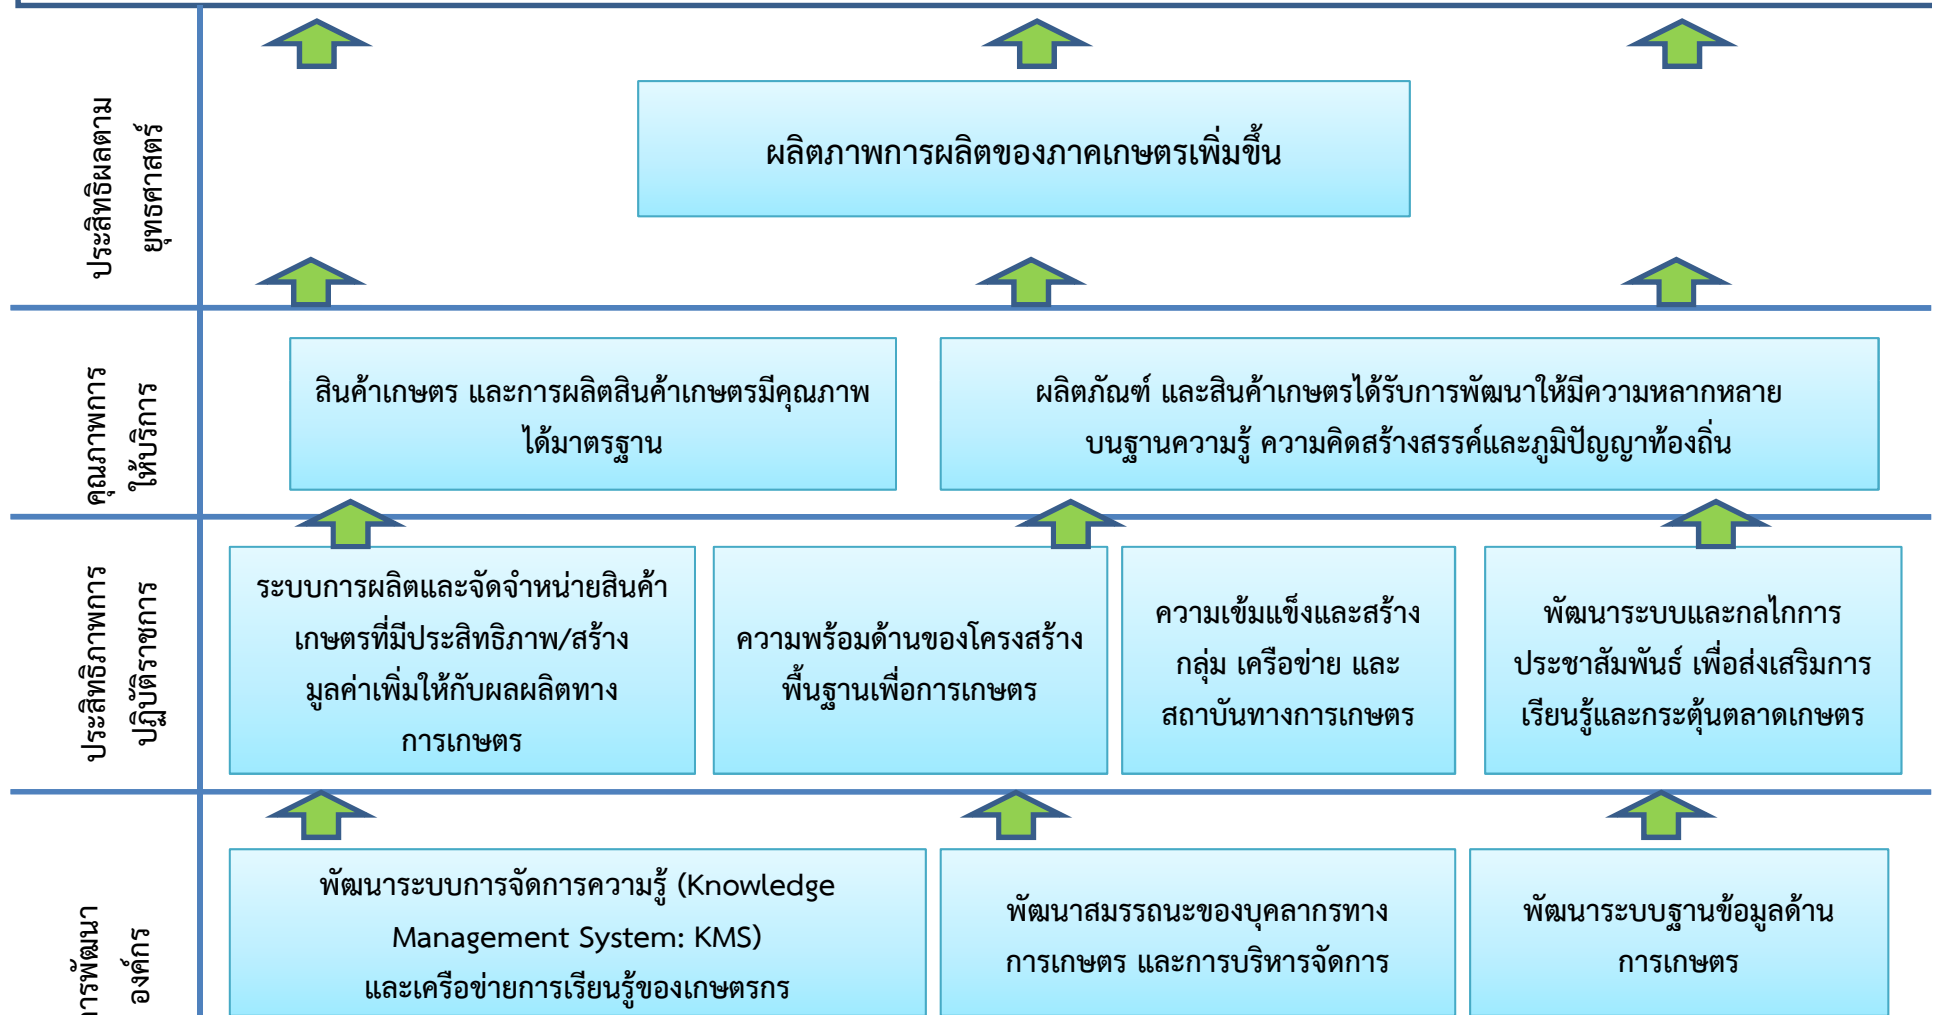 ประสิทธิผลตาม
ยุทธศาสตร์
ผลิตภาพการผลิตของภาคเกษตรเพิ่มขึ้น
คุณภาพการ
ให้บริการ
สินค้าเกษตร และการผลิตสินค้าเกษตรมีคุณภาพ
ได้มาตรฐาน
ผลิตภัณฑ์ และสินค้าเกษตรได้รับการพัฒนาให้มีความหลากหลาย
บนฐานความรู้ ความคิดสร้างสรรค์และภูมิปัญญาท้องถิ่น
ประสิทธิภาพการ
ปฏิบัติราชการ
ระบบการผลิตและจัดจำหน่ายสินค้า
เกษตรที่มีประสิทธิภาพ/สร้าง
มูลค่าเพิ่มให้กับผลผลิตทาง
การเกษตร
ความพร้อมด้านของโครงสร้าง
พื้นฐานเพื่อการเกษตร
ความเข้มแข็งและสร้าง
กลุ่ม เครือข่าย และ
สถาบันทางการเกษตร
พัฒนาระบบและกลไกการ
ประชาสัมพันธ์ เพื่อส่งเสริมการ
เรียนรู้และกระตุ้นตลาดเกษตร
การพัฒนา
องค์กร
พัฒนาระบบการจัดการความรู้ (Knowledge
Management System: KMS)
และเครือข่ายการเรียนรู้ของเกษตรกร
พัฒนาสมรรถนะของบุคลากรทาง
การเกษตร และการบริหารจัดการ
พัฒนาระบบฐานข้อมูลด้าน
การเกษตร